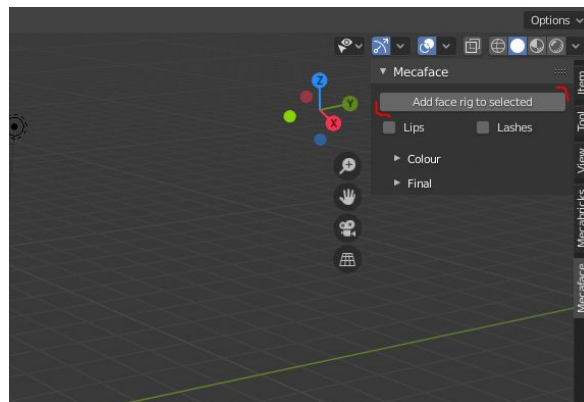 Options
Mecaface
Add face rig to selected
Lips
Lashes
Colour
Final
Z
Y
X
Item
Tool
View
Mecabricks
Mecaface